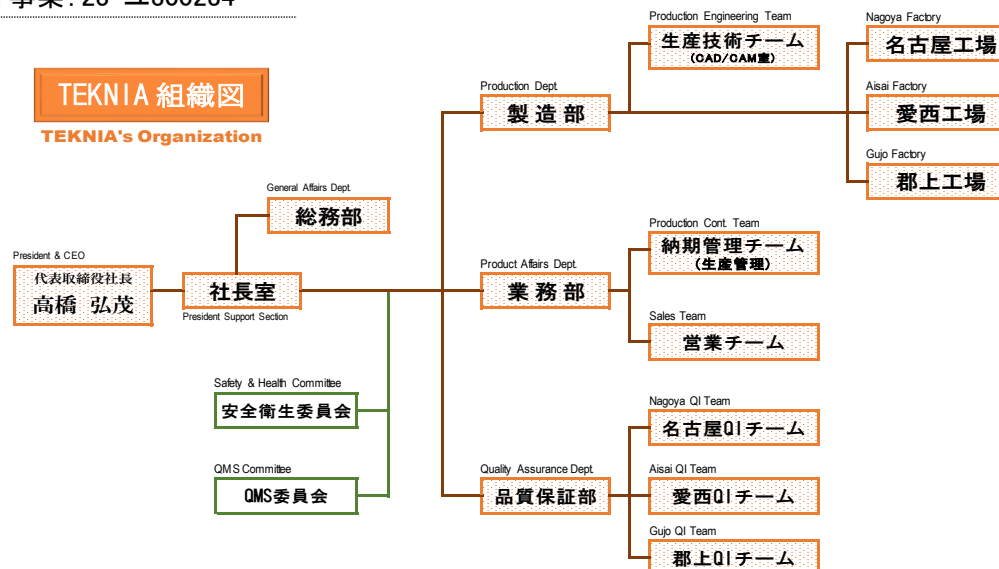 事業:
TEKNIA 組織図
TEKNIA's Organization
President & CEO
代表取締役社長
高橋 弘茂
General Affairs Dept.
総務部
社長室
President Support Section
Safety & Health Committee
安全衛生委員会
QMS Committee
QMS委員会
Production Dept.
製造部
Production Engineering Team
生産技術チーム
(CAD/CAM室)
Nagoya Factory
名古屋工場
Aisai Factory
愛西工場
Gujo Factory
郡上工場
Product Affairs Dept.
業務部
Production Cont. Team
納期管理チーム
(生産管理)
Sales Team
営業チーム
Quality Assurance Dept.
品質保証部
Nagoya QI Team
名古屋QIチーム
Aisai QI Team
愛西QIチーム
Gujo QI Team
郡上QIチーム